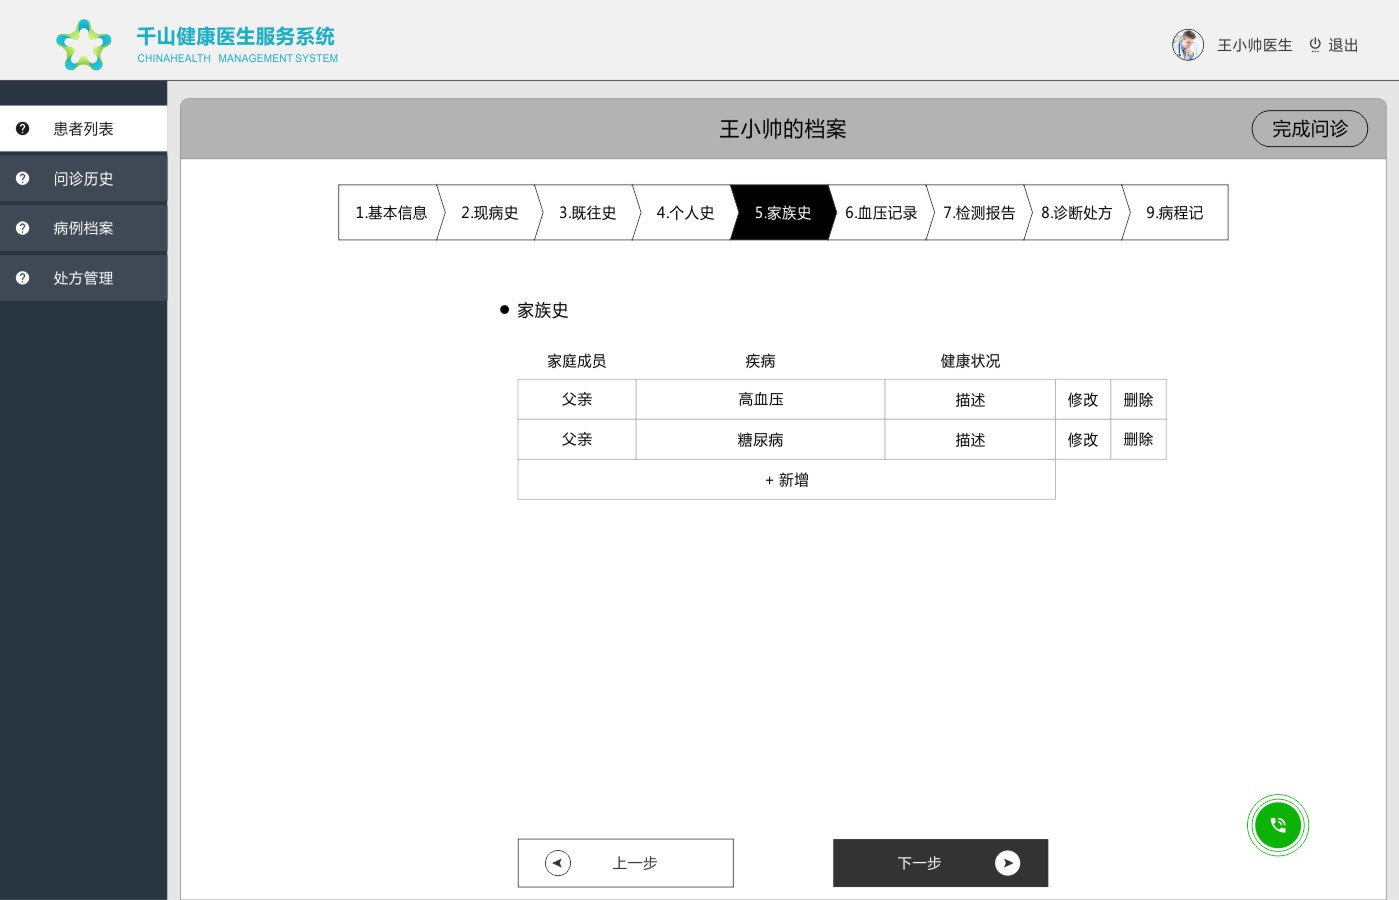 千山健康医生服务系统
CHINAHEALTH MANAGEMENT SYSTEM
王小帅医生 退出
患者列表
问诊历史
病例档案
处方管理
王小帅的档案
完成问诊
1.基本信息 2.现病史 3.既往史 4.个人史 5.家族史 6.血压记录 7.检测报告 8.诊断处方 9.病程记
家族史
家庭成员 疾病 健康状况
父亲 高血压 描述 修改 删除
父亲 糖尿病 描述 修改 删除
+ 新增
上一步 下一步